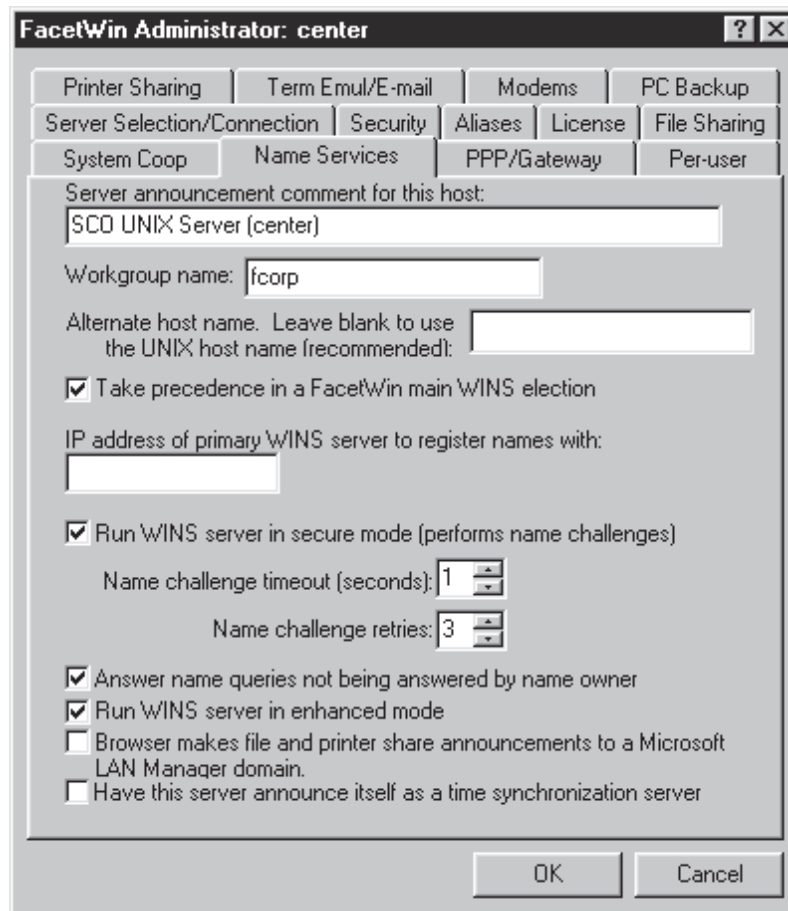 FacetWin Administrator: center
Printer Sharing Term Emul/E-mail Modems PC Backup
Server Selection/Connection Security Aliases License File Sharing
System Coop Name Services PPP/Gateway Per-user
Server announcement comment for this host:
SCO UNIX Server (center)
Workgroup name: fcorp
Alternate host name. Leave blank to use
the UNIX host name (recommended):
Take precedence in a FacetWin main WINS election
IP address of primary WINS server to register names with:
Run WINS server in secure mode (performs name challenges)
Name challenge timeout (seconds): 1
Name challenge retries: 3
Answer name queries not being answered by name owner
Run WINS server in enhanced mode
Browser makes file and printer share announcements to a Microsoft
LAN Manager domain.
Have this server announce itself as a time synchronization server
OK Cancel